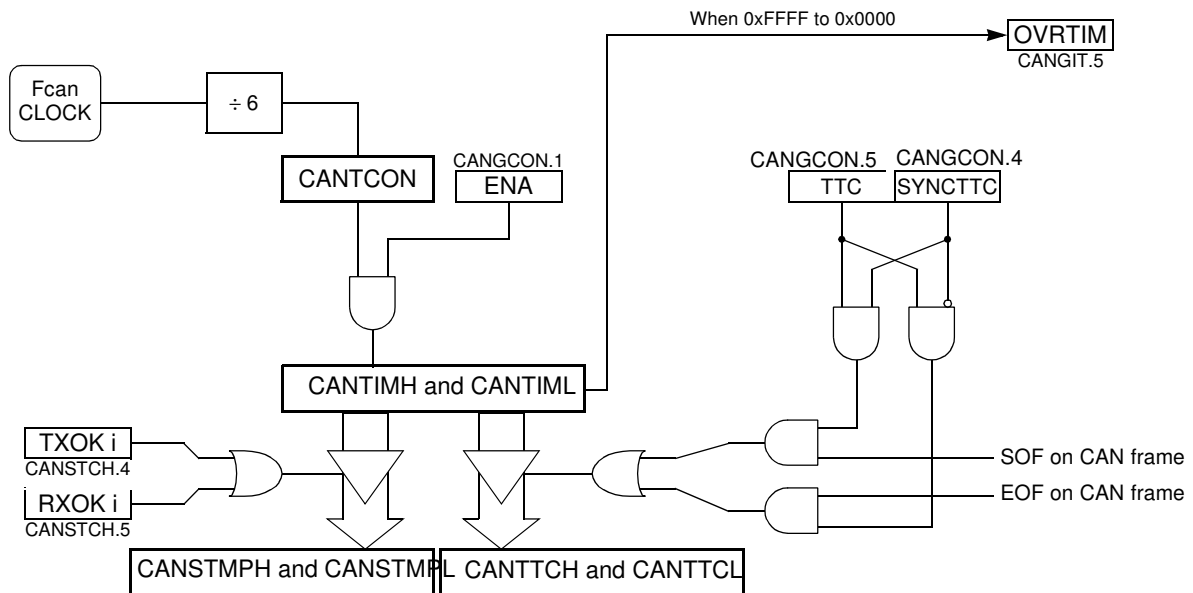 When 0xFFFF to 0x0000
OVRTIM
CANGIT.5
Fcan
CLOCK
÷ 6
CANTCON
CANGCON.1
ENA
CANGCON.5
CANGCON.4
TTC
SYNCTTC
CANTIMH and CANTIML
TXOK i
CANSTCH.4
RXOK i
CANSTCH.5
SOF on CAN frame
EOF on CAN frame
CANSTMPH and CANSTMPL
CANTTCH and CANTTCL